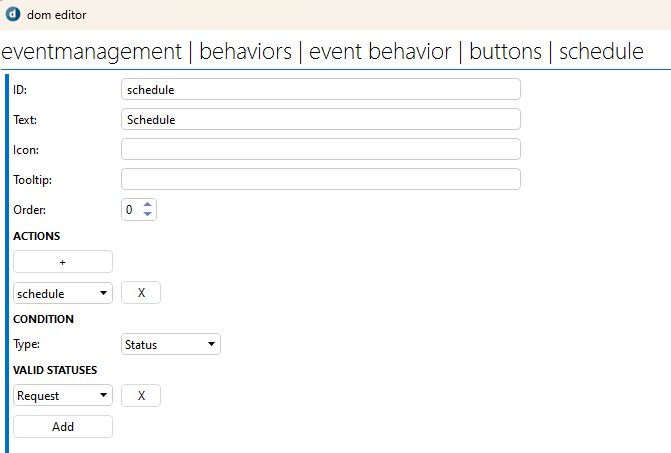 dom editor
eventmanagement | behaviors | event behavior | buttons | schedule
ID: schedule
Text: Schedule
Icon:
Tooltip:
Order: 0
ACTIONS
+
schedule X
CONDITION
Type: Status
VALID STATUSES
Request X
Add